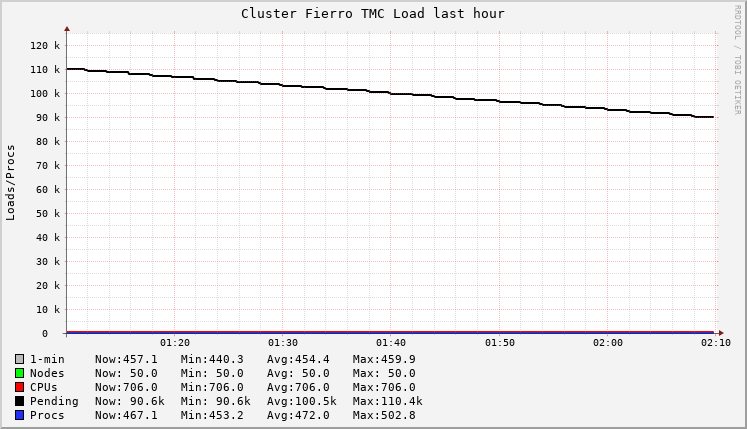 Cluster Fierro TMC Load last hour
RRDTOOL / TOBI OETIKER
Loads/Procs
120 k
110 k
100 k
90 k
80 k
70 k
60 k
50 k
40 k
30 k
20 k
10 k
0
01:20 01:30 01:40 01:50 02:00 02:10
1-min Now:457.1 Min:440.3 Avg:454.4 Max:459.9
Nodes Now: 50.0 Min: 50.0 Avg: 50.0 Max: 50.0
CPUs Now:706.0 Min:706.0 Avg:706.0 Max:706.0
Pending Now: 90.6k Min: 90.6k Avg:100.5k Max:110.4k
Procs Now:467.1 Min:453.2 Avg:472.0 Max:502.8